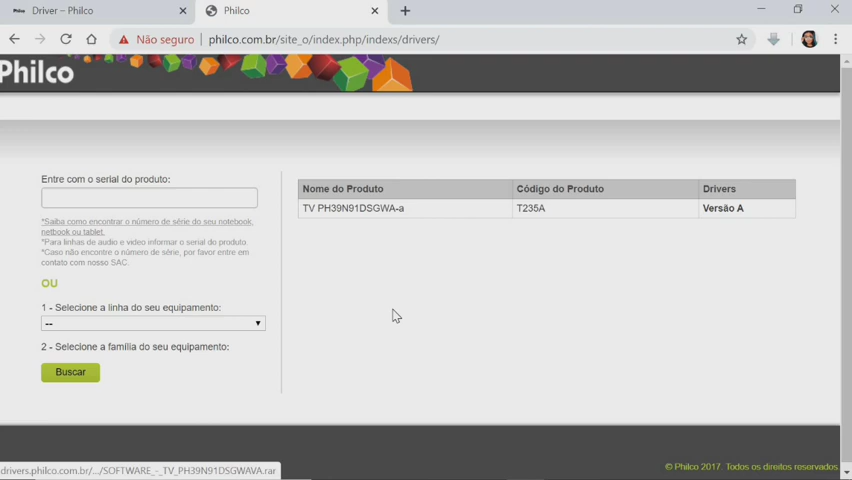 Driver – Philco
Philco
Não seguro
philco.com.br/site_o/index.php/indexs/drivers/
Philco
Entre com o serial do produto:
*Saiba como encontrar o número de série do seu notebook,
netbook ou tablet.
*Para linhas de audio e video informar o serial do produto.
*Caso não encontre o número de série, por favor entre em
contato com nosso SAC.
OU
1 - Selecione a linha do seu equipamento:
--
2 - Selecione a família do seu equipamento:
Buscar
Nome do Produto Código do Produto Drivers
TV PH39N91DSGWA-a T235A Versão A
© Philco 2017. Todos os direitos reservados.
drivers.philco.com.br/.../SOFTWARE_-_TV_PH39N91DSGWAVA.rar